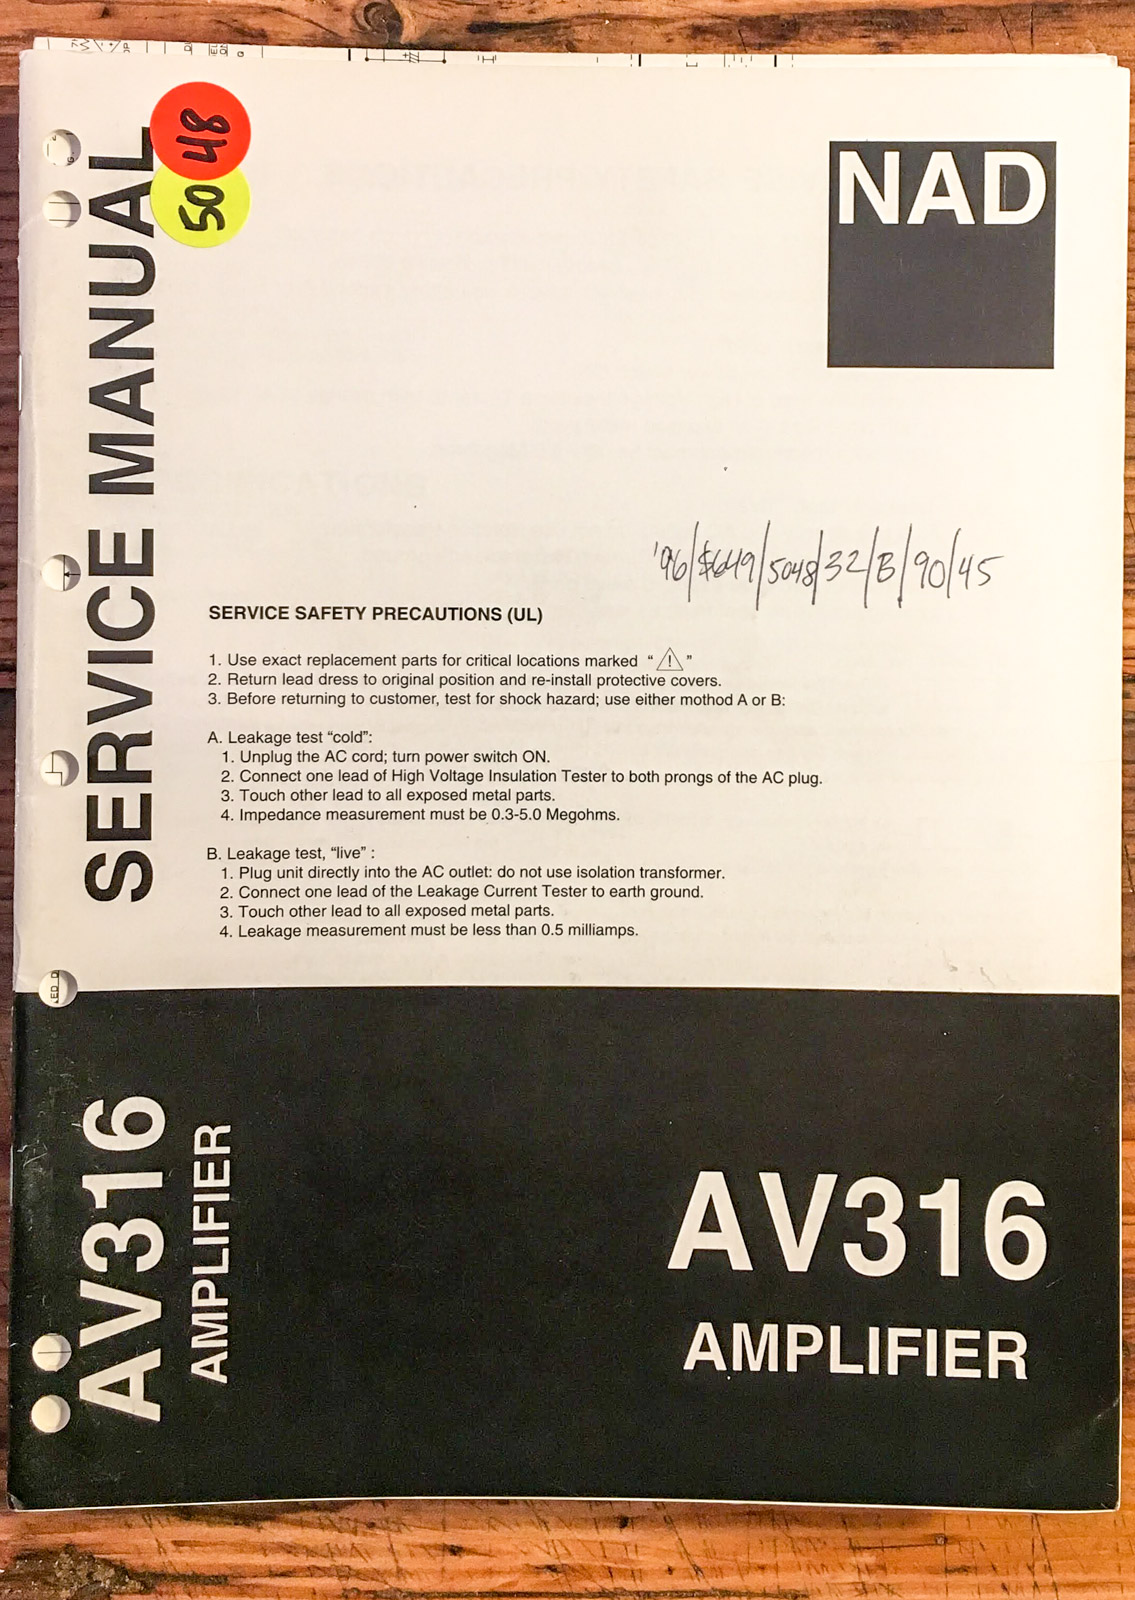 SERVICE MANUAL
48
50
NAD
'96/$649/5048/32/B/90/45
SERVICE SAFETY PRECAUTIONS (UL)
1. Use exact replacement parts for critical locations marked “ ⚠ ”
2. Return lead dress to original position and re-install protective covers.
3. Before returning to customer, test for shock hazard; use either mothod A or B:
A. Leakage test “cold”:
1. Unplug the AC cord; turn power switch ON.
2. Connect one lead of High Voltage Insulation Tester to both prongs of the AC plug.
3. Touch other lead to all exposed metal parts.
4. Impedance measurement must be 0.3-5.0 Megohms.
B. Leakage test, “live” :
1. Plug unit directly into the AC outlet: do not use isolation transformer.
2. Connect one lead of the Leakage Current Tester to earth ground.
3. Touch other lead to all exposed metal parts.
4. Leakage measurement must be less than 0.5 milliamps.
AV316
AMPLIFIER
AV316
AMPLIFIER